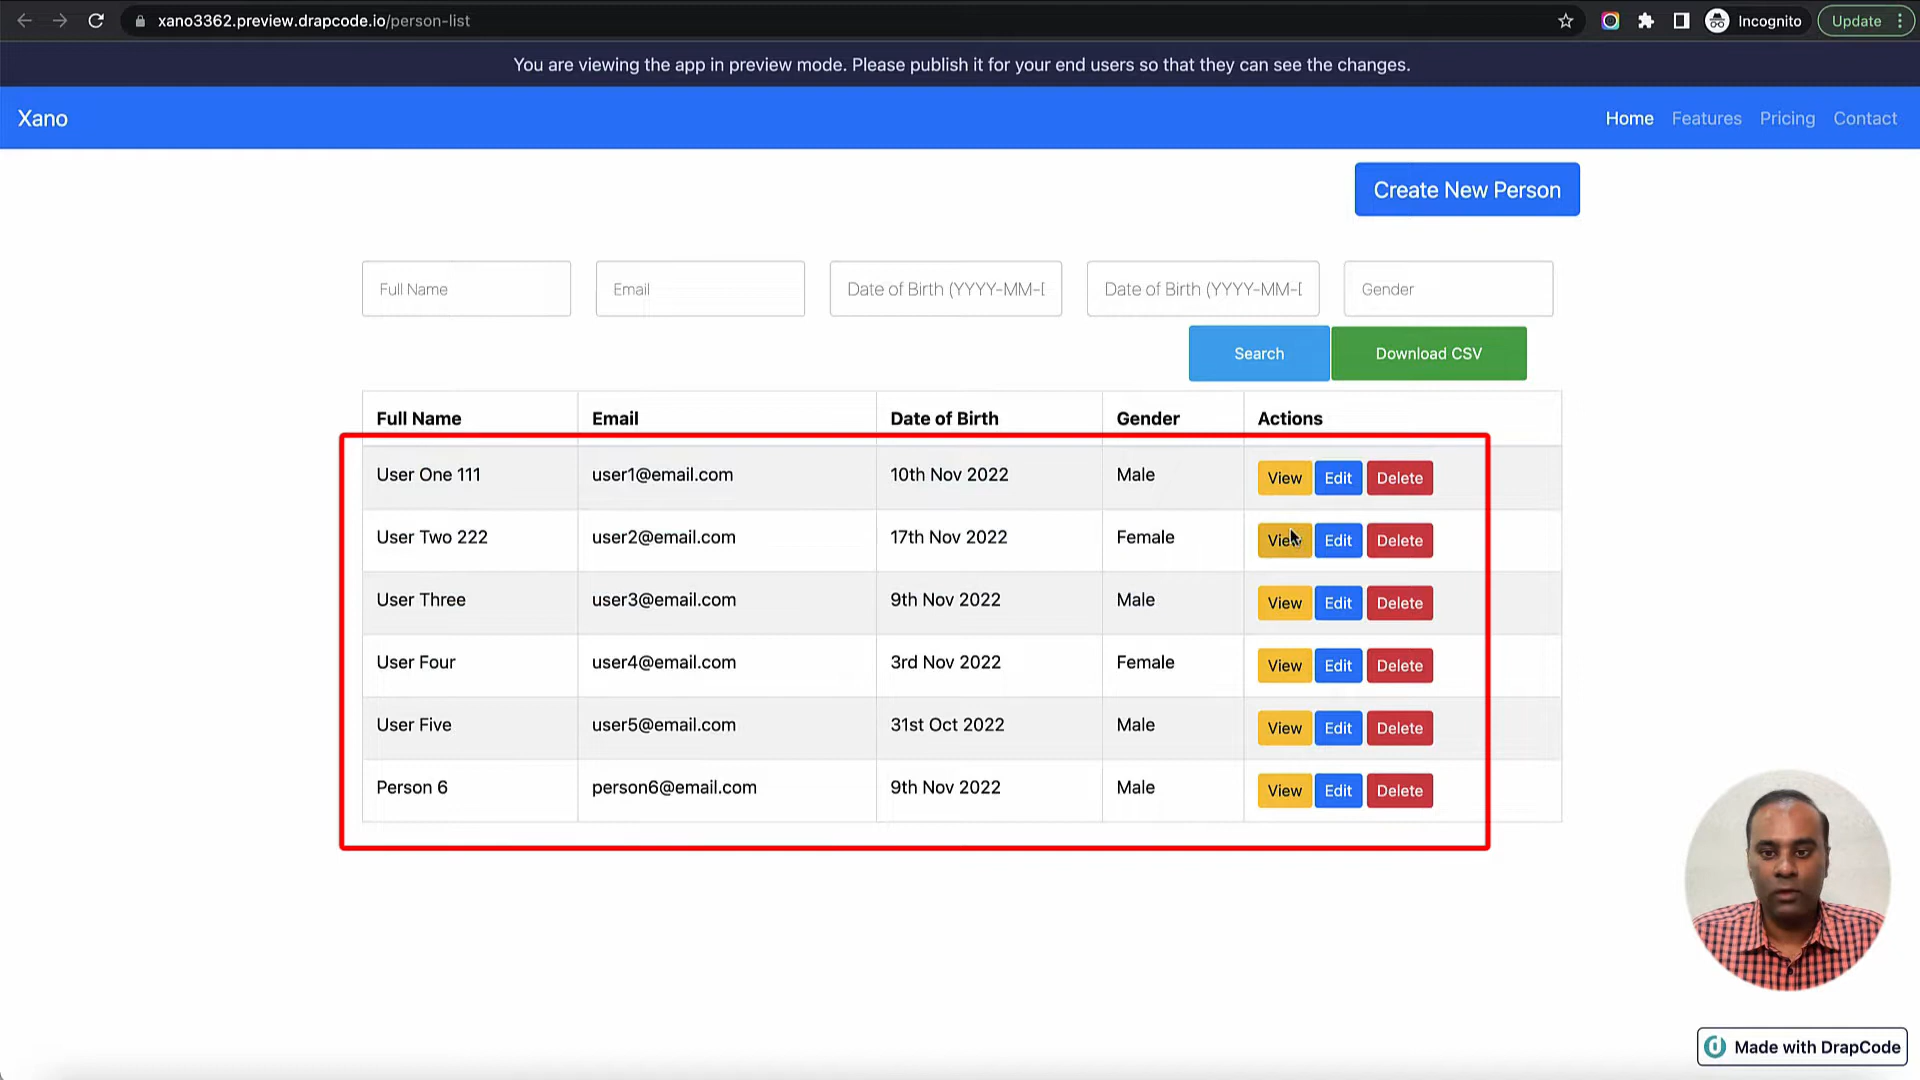 xano3362.preview.drapcode.io/person-list
Incognito
Update
You are viewing the app in preview mode. Please publish it for your end users so that they can see the changes.
Xano
Home Features Pricing Contact
Create New Person
Full Name Email Date of Birth (YYYY-MM-D Date of Birth (YYYY-MM-D Gender
Search Download CSV
Full Name Email Date of Birth Gender Actions
User One 111 user1@email.com 10th Nov 2022 Male View Edit Delete
User Two 222 user2@email.com 17th Nov 2022 Female View Edit Delete
User Three user3@email.com 9th Nov 2022 Male View Edit Delete
User Four user4@email.com 3rd Nov 2022 Female View Edit Delete
User Five user5@email.com 31st Oct 2022 Male View Edit Delete
Person 6 person6@email.com 9th Nov 2022 Male View Edit Delete
Made with DrapCode